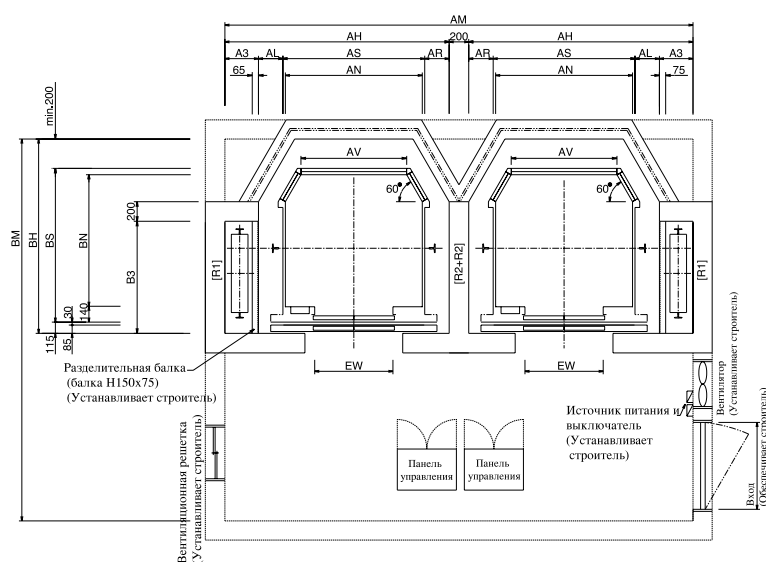 AM
AH 200 AH
A3 AL AS AR AR AS AL A3
65 AN AN 75
min.200
AV AV
60° 60°
BM BH BS BN 200 B3
[R1] [R2+R2] [R1]
30 140
115 85
EW EW
Разделительная балка
(балка H150x75)
(Устанавливает строитель)
Вентилятор
(Устанавливает строитель)
Источник питания и
выключатель
(Устанавливает
строитель)
Вентиляционная решетка
(Устанавливает строитель)
Панель
управления
Панель
управления
Вход
(Обеспечивает строитель)